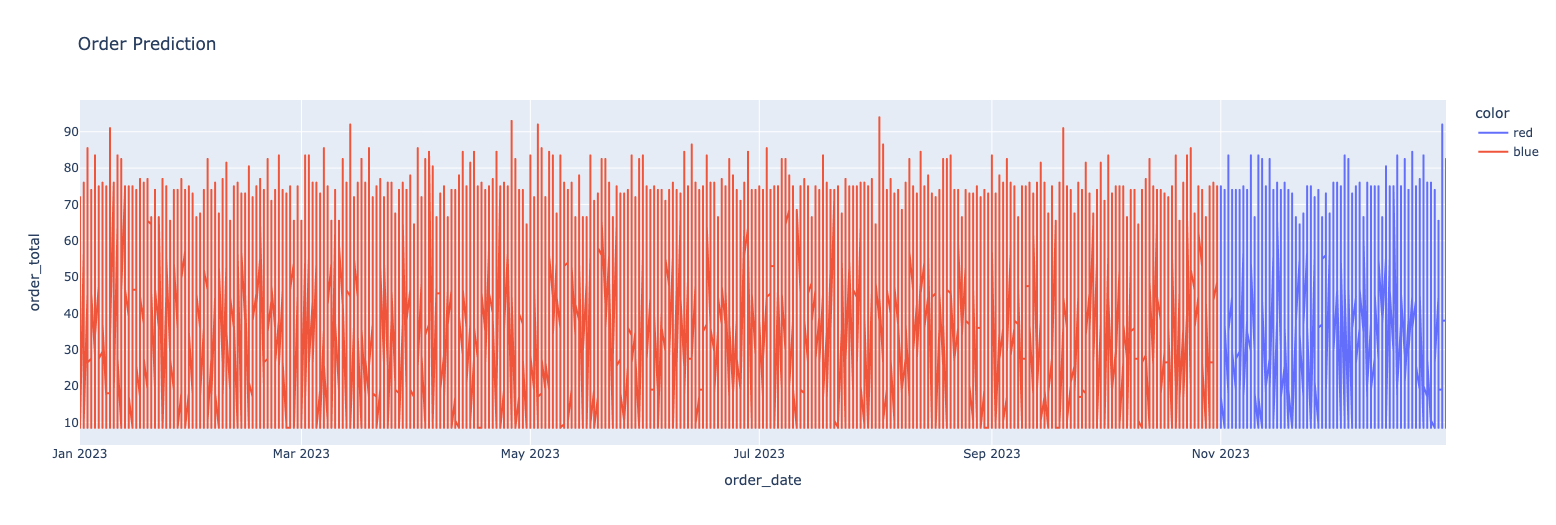 Order Prediction
color
red
blue
order_total
90
80
70
60
50
40
30
20
10
Jan 2023
Mar 2023
May 2023
Jul 2023
Sep 2023
Nov 2023
order_date